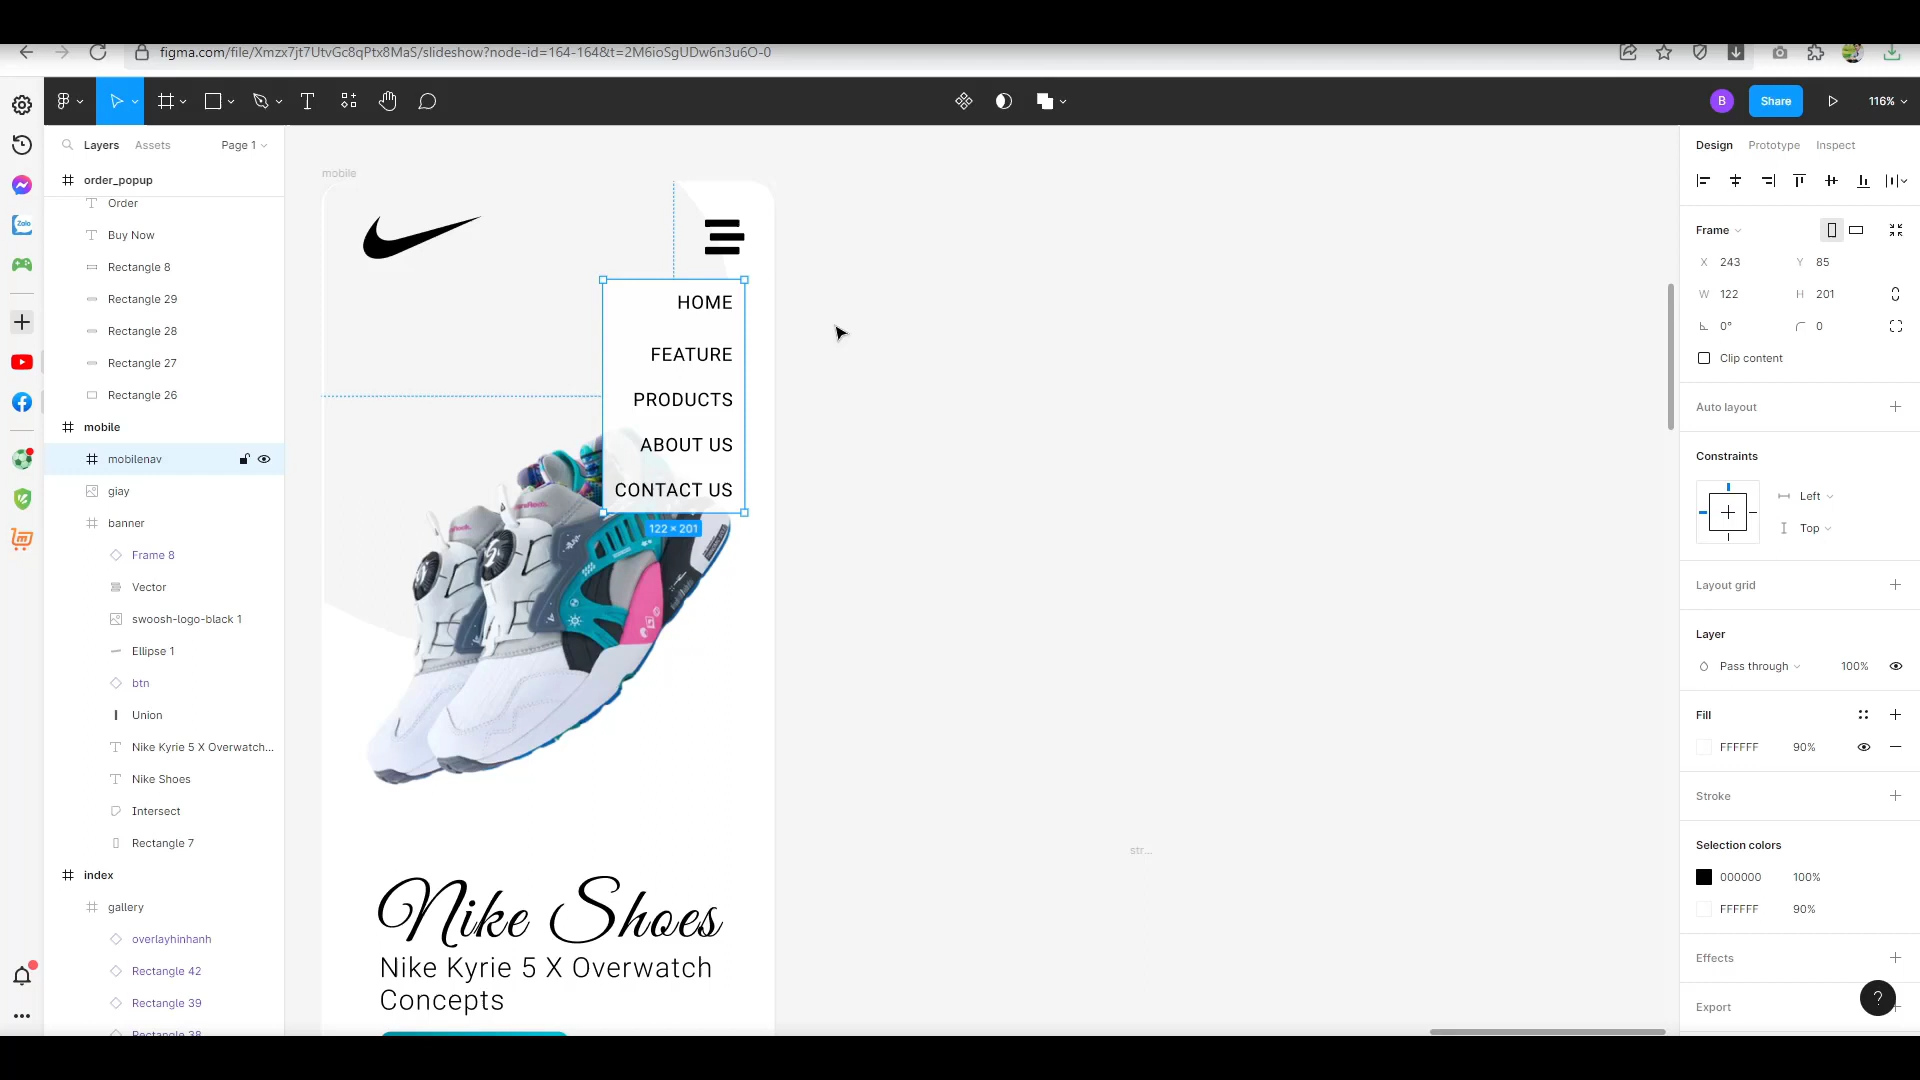 figma.com/file/Xmzx7jt7UtvGc8qPtx8MaS/slideshow?node-id=164-164&t=2M6ioSgUDw6n3u6O-0
B
Share
116%
Layers
Assets
Page 1
Design
Prototype
Inspect
order_popup
Order
Buy Now
Rectangle 8
Rectangle 29
Rectangle 28
Rectangle 27
Rectangle 26
mobile
mobilenav
giay
banner
Frame 8
Vector
swoosh-logo-black 1
Ellipse 1
btn
Union
Nike Kyrie 5 X Overwatch...
Nike Shoes
Intersect
Rectangle 7
index
gallery
overlayhinhanh
Rectangle 42
Rectangle 39
Rectangle 38
Zalo
mobile
HOME
FEATURE
PRODUCTS
ABOUT US
CONTACT US
122 × 201
Nike Shoes
Nike Kyrie 5 X Overwatch
Concepts
str...
Frame
X 243 Y 85
W 122 H 201
0° 0
Clip content
Auto layout
Constraints
Left
Top
Layout grid
Layer
Pass through 100%
Fill
FFFFFF 90%
Stroke
Selection colors
000000 100%
FFFFFF 90%
Effects
Export
?